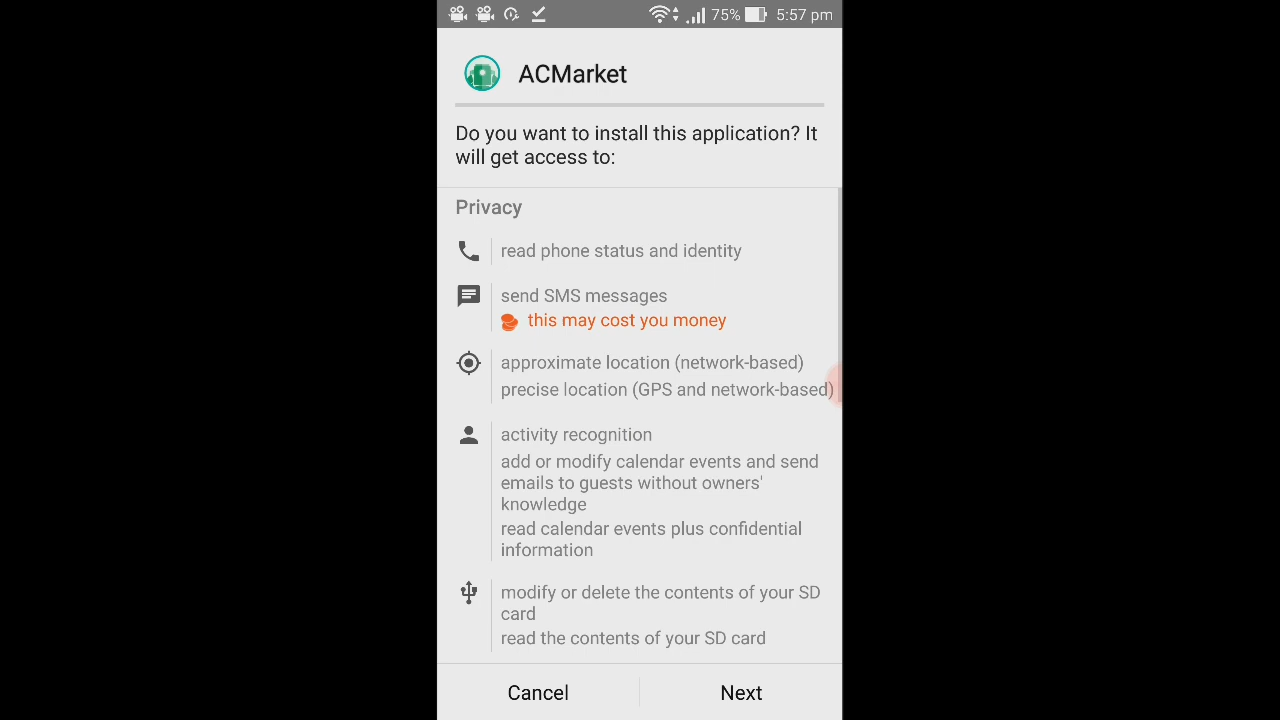 75% 5:57 pm
ACMarket
Do you want to install this application? It
will get access to:
Privacy
read phone status and identity
send SMS messages
this may cost you money
approximate location (network-based)
precise location (GPS and network-based)
activity recognition
add or modify calendar events and send
emails to guests without owners'
knowledge
read calendar events plus confidential
information
modify or delete the contents of your SD
card
read the contents of your SD card
Cancel Next